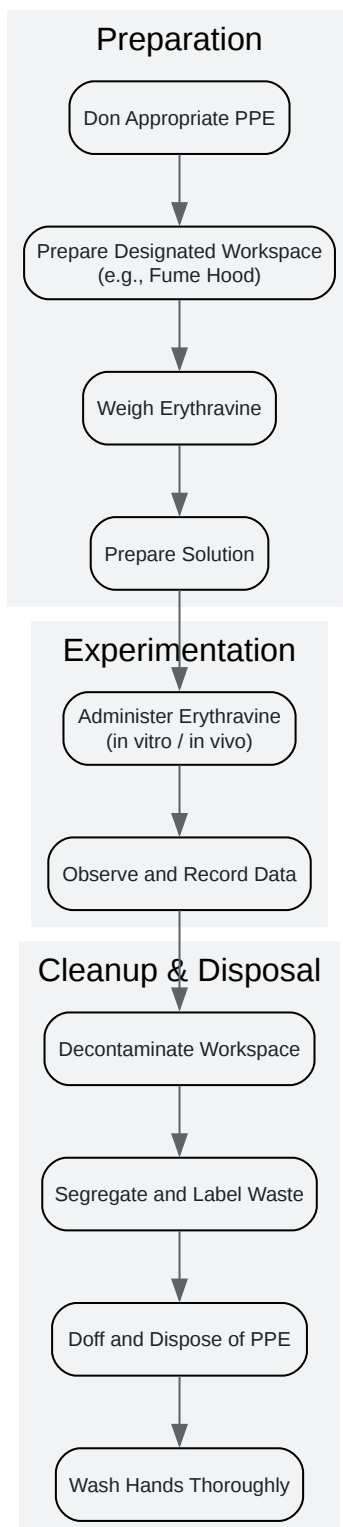 Preparation
Don Appropriate PPE
Prepare Designated Workspace
(e.g., Fume Hood)
Weigh Erythravine
Prepare Solution
Experimentation
Administer Erythravine
(in vitro / in vivo)
Observe and Record Data
Cleanup & Disposal
Decontaminate Workspace
Segregate and Label Waste
Doff and Dispose of PPE
Wash Hands Thoroughly